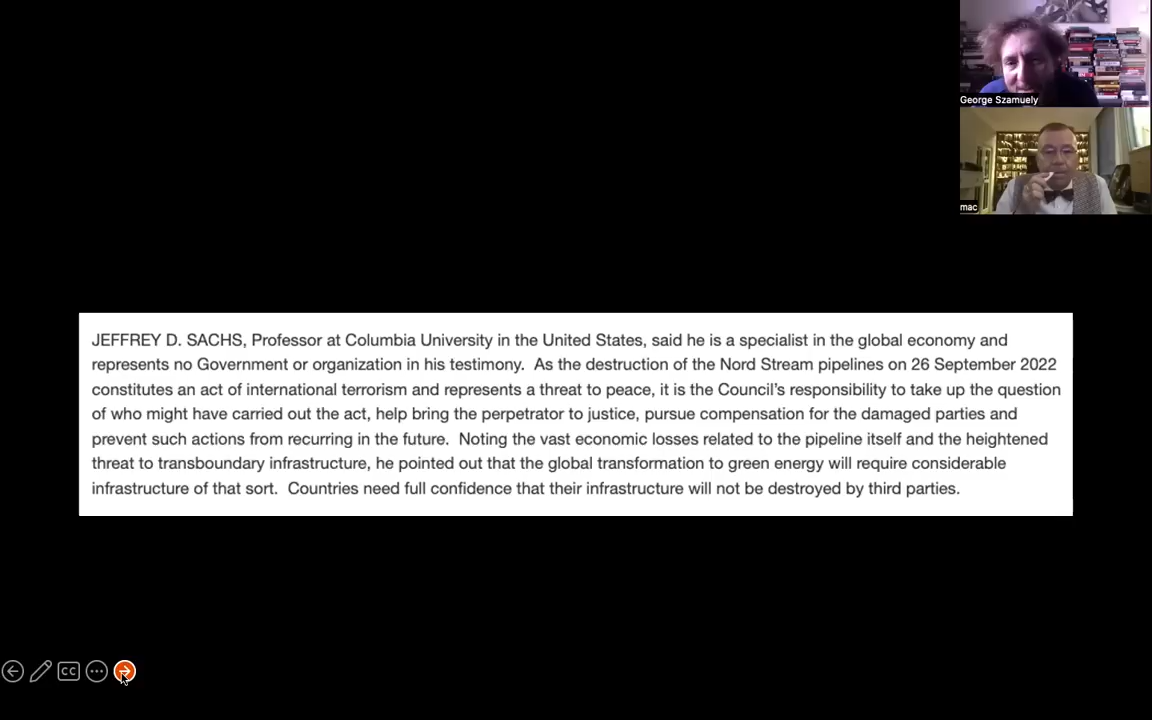 George Szamuely
mac
JEFFREY D. SACHS, Professor at Columbia University in the United States, said he is a specialist in the global economy and
represents no Government or organization in his testimony.  As the destruction of the Nord Stream pipelines on 26 September 2022
constitutes an act of international terrorism and represents a threat to peace, it is the Council's responsibility to take up the question
of who might have carried out the act, help bring the perpetrator to justice, pursue compensation for the damaged parties and
prevent such actions from recurring in the future.  Noting the vast economic losses related to the pipeline itself and the heightened
threat to transboundary infrastructure, he pointed out that the global transformation to green energy will require considerable
infrastructure of that sort.  Countries need full confidence that their infrastructure will not be destroyed by third parties.
CC